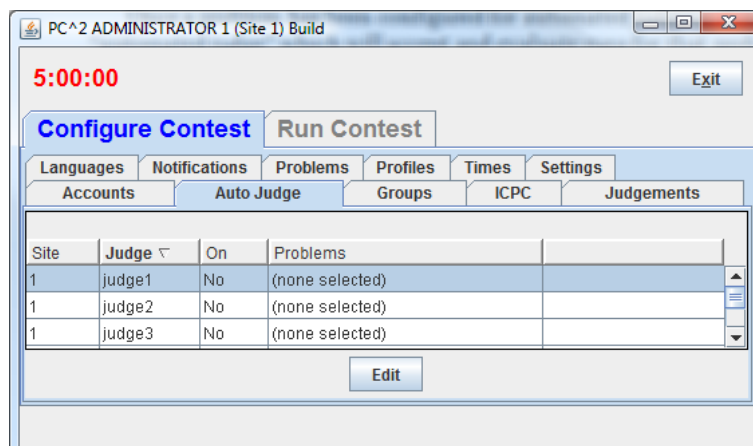 PC^2 ADMINISTRATOR 1 (Site 1) Build
5:00:00
Exit
Configure Contest Run Contest
Languages Notifications Problems Profiles Times Settings
Accounts Auto Judge Groups ICPC Judgements
Site Judge On Problems
1 judge1 No (none selected)
1 judge2 No (none selected)
1 judge3 No (none selected)
Edit